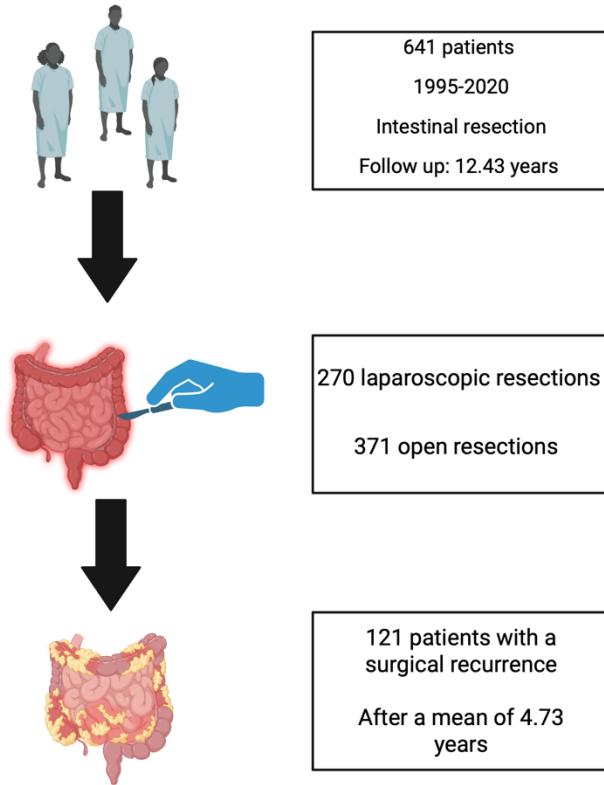 641 patients
1995-2020
Intestinal resection
Follow up: 12.43 years
270 laparoscopic resections
371 open resections
121 patients with a
surgical recurrence
After a mean of 4.73
years